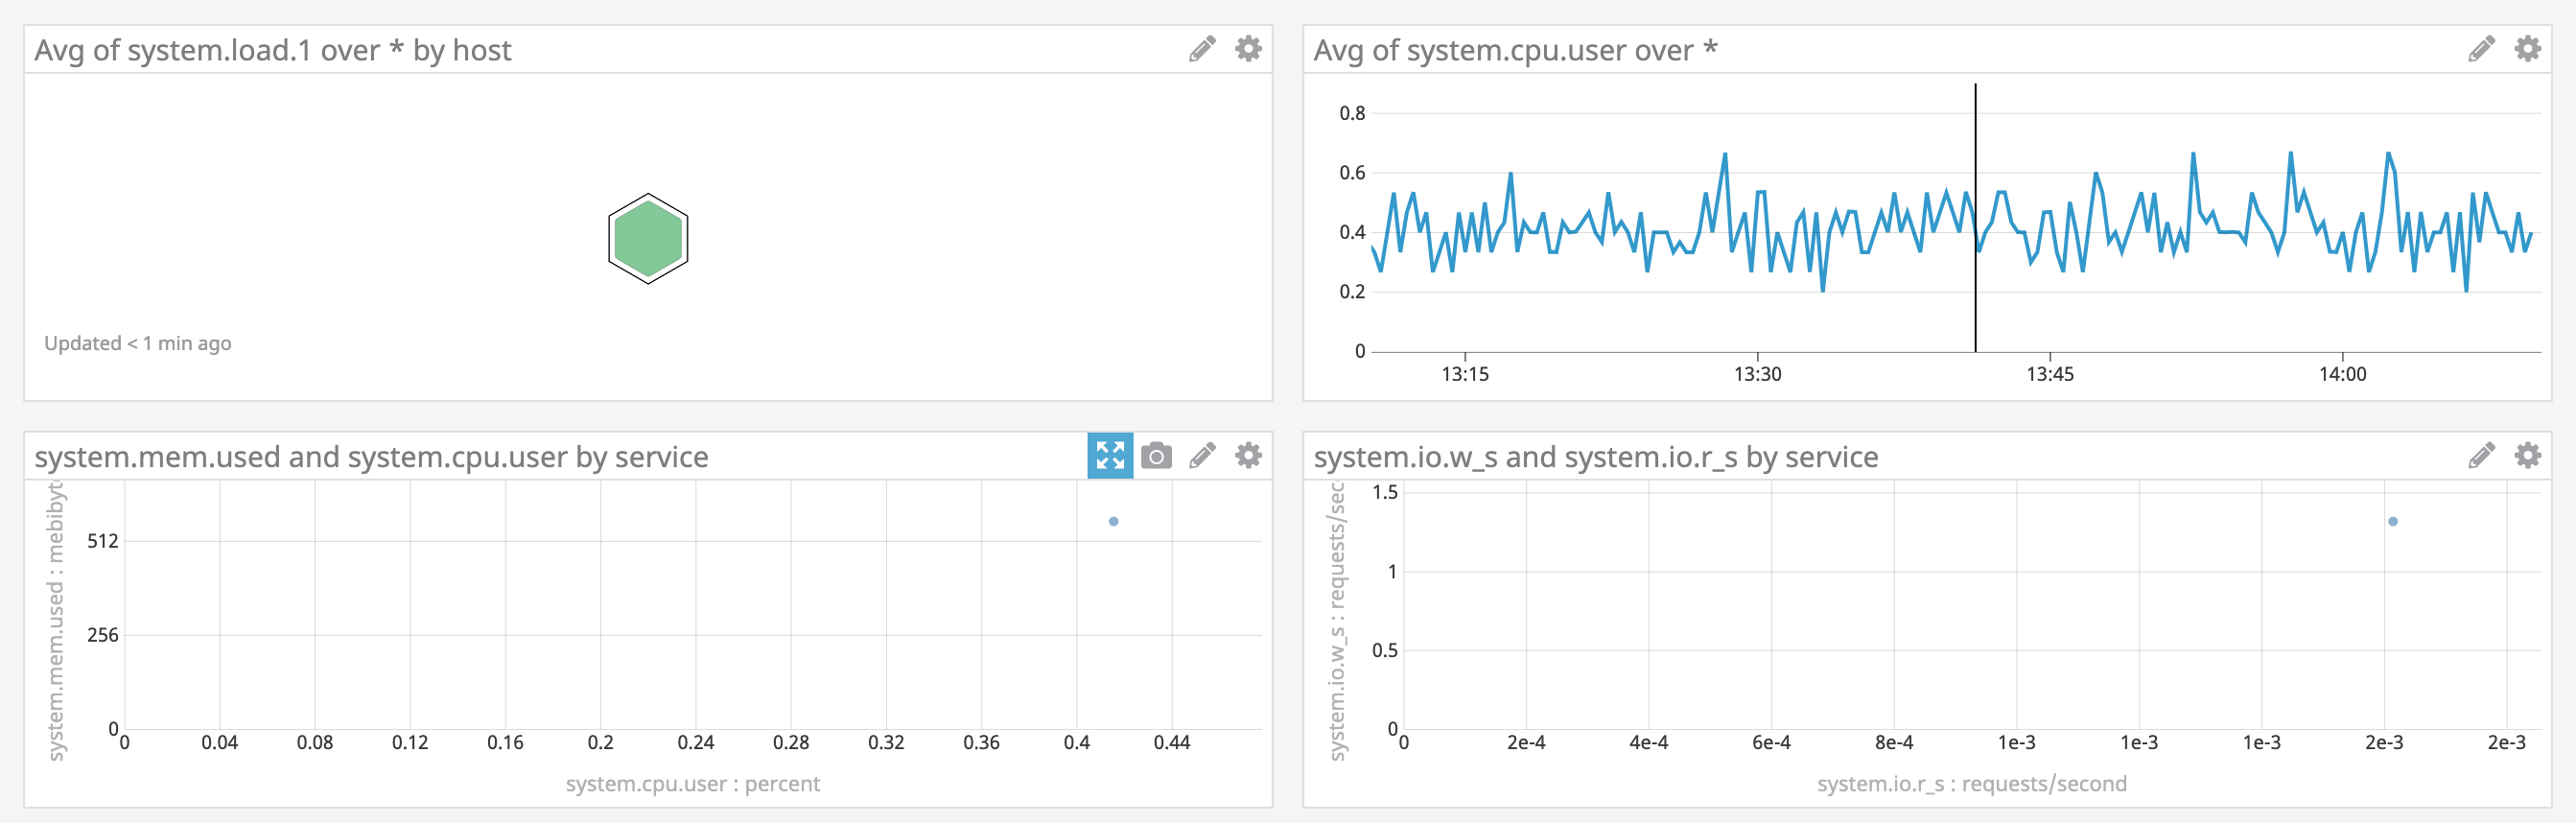 Avg of system.load.1 over * by host
Updated < 1 min ago
Avg of system.cpu.user over *
0.8
0.6
0.4
0.2
0
13:15 13:30 13:45 14:00
system.mem.used and system.cpu.user by service
system.mem.used : mebibyt
512
256
0
0 0.04 0.08 0.12 0.16 0.2 0.24 0.28 0.32 0.36 0.4 0.44
system.cpu.user : percent
system.io.w_s and system.io.r_s by service
system.io.w_s : requests/sec
1.5
1
0.5
0
0 2e-4 4e-4 6e-4 8e-4 1e-3 1e-3 1e-3 2e-3 2e-3
system.io.r_s : requests/second